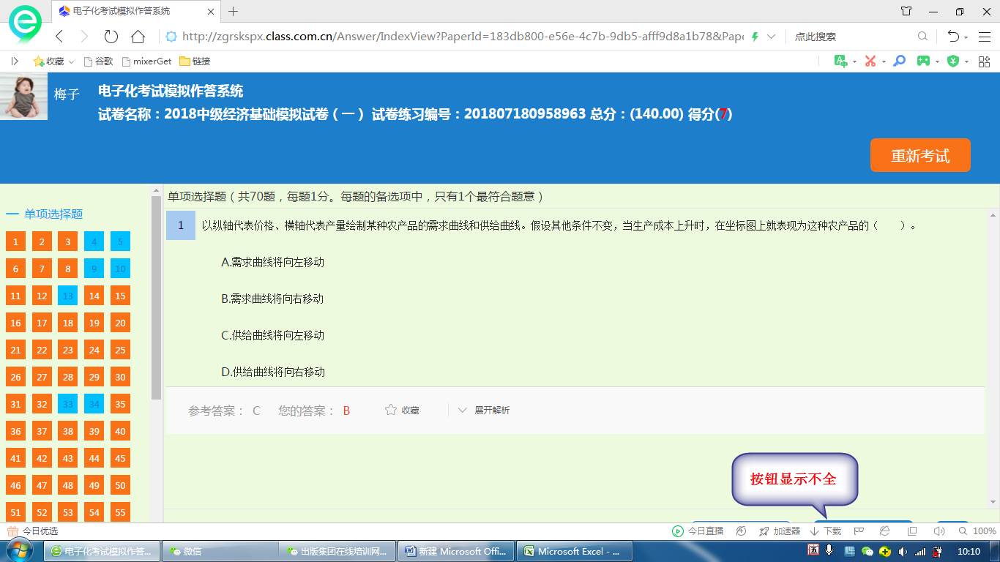 电子化考试模拟作答系统
http://zgrskspx.class.com.cn/Answer/IndexView?PaperId=183db800-e56e-4c7b-9db5-afff9d8a1b78&Pape
点此搜索
收藏 谷歌 mixerGet 链接
梅子
电子化考试模拟作答系统
试卷名称：2018中级经济基础模拟试卷（一） 试卷练习编号：201807180958963 总分：(140.00) 得分(7)
重新考试
一 单项选择题
1 2 3 4 5
6 7 8 9 10
11 12 13 14 15
16 17 18 19 20
21 22 23 24 25
26 27 28 29 30
31 32 33 34 35
36 37 38 39 40
41 42 43 44 45
46 47 48 49 50
51 52 53 54 55
单项选择题（共70题，每题1分。每题的备选项中，只有1个最符合题意）
1 以纵轴代表价格、横轴代表产量绘制某种农产品的需求曲线和供给曲线。假设其他条件不变，当生产成本上升时，在坐标图上就表现为这种农产品的（ ）。
A.需求曲线将向左移动
B.需求曲线将向右移动
C.供给曲线将向左移动
D.供给曲线将向右移动
参考答案： C 您的答案： B 收藏 展开解析
按钮显示不全
今日优选 今日直播 加速器 下载 100%
电子化考试模拟作答... 微信 出版集团在线培训网... 新建 Microsoft Offi... Microsoft Excel - ... 五 10:10